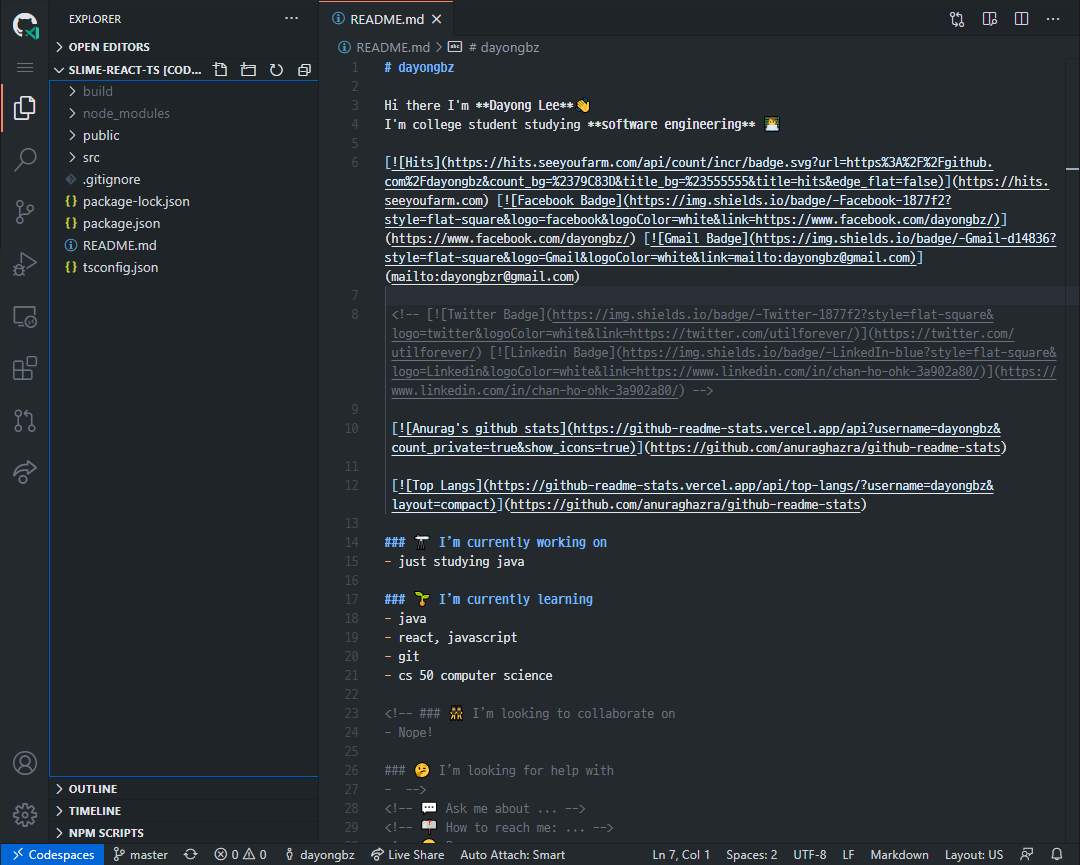 EXPLORER
OPEN EDITORS
SLIME-REACT-TS [COD...
build
node_modules
public
src
.gitignore
package-lock.json
package.json
README.md
tsconfig.json
OUTLINE
TIMELINE
NPM SCRIPTS
README.md
README.md > # dayongbz
1 # dayongbz
2
3 Hi there I'm **Dayong Lee**👋
4 I'm college student studying **software engineering** 👨‍💻
5
6 [![Hits](https://hits.seeyoufarm.com/api/count/incr/badge.svg?url=https%3A%2F%2Fgithub.
com%2Fdayongbz&count_bg=%2379C83D&title_bg=%23555555&title=hits&edge_flat=false)](https://hits.
seeyoufarm.com) [![Facebook Badge](https://img.shields.io/badge/-Facebook-1877f2?
style=flat-square&logo=facebook&logoColor=white&link=https://www.facebook.com/dayongbz/)]
(https://www.facebook.com/dayongbz/) [![Gmail Badge](https://img.shields.io/badge/-Gmail-d14836?
style=flat-square&logo=Gmail&logoColor=white&link=mailto:dayongbz@gmail.com)]
(mailto:dayongbzr@gmail.com)
7
8 <!-- [![Twitter Badge](https://img.shields.io/badge/-Twitter-1877f2?style=flat-square&
logo=twitter&logoColor=white&link=https://twitter.com/utilforever/)](https://twitter.com/
utilforever/) [![Linkedin Badge](https://img.shields.io/badge/-LinkedIn-blue?style=flat-square&
logo=Linkedin&logoColor=white&link=https://www.linkedin.com/in/chan-ho-ohk-3a902a80/)](https://
www.linkedin.com/in/chan-ho-ohk-3a902a80/) -->
9
10 [![Anurag's github stats](https://github-readme-stats.vercel.app/api?username=dayongbz&
count_private=true&show_icons=true)](https://github.com/anuraghazra/github-readme-stats)
11
12 [![Top Langs](https://github-readme-stats.vercel.app/api/top-langs/?username=dayongbz&
layout=compact)](https://github.com/anuraghazra/github-readme-stats)
13
14 ### 🔭 I’m currently working on
15 - just studying java
16
17 ### 🌱 I’m currently learning
18 - java
19 - react, javascript
20 - git
21 - cs 50 computer science
22
23 <!-- ### 👯 I’m looking to collaborate on
24 - Nope!
25
26 ### 🤔 I’m looking for help with
27 -  -->
28 <!-- 💬 Ask me about ... -->
29 <!-- 📫 How to reach me: ... -->
Codespaces master 0 0 dayongbz Live Share Auto Attach: Smart Ln 7, Col 1 Spaces: 2 UTF-8 LF Markdown Layout: US